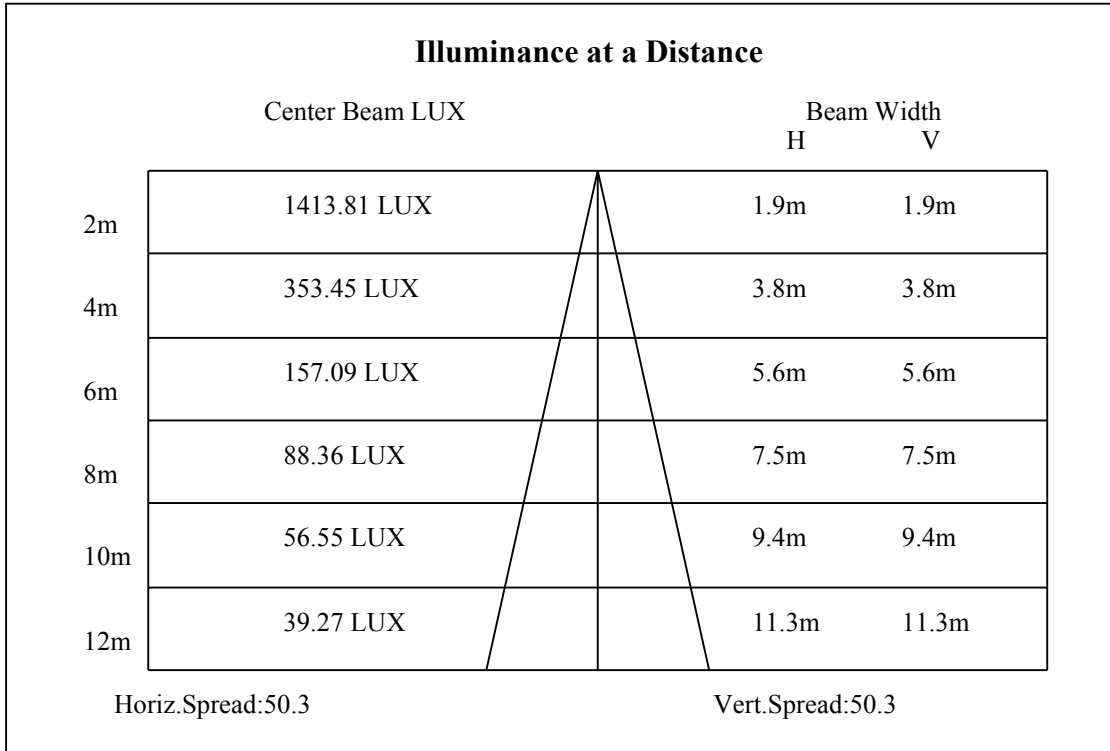 Illuminance at a Distance
Center Beam LUX Beam Width
H V
2m 1413.81 LUX 1.9m 1.9m
4m 353.45 LUX 3.8m 3.8m
6m 157.09 LUX 5.6m 5.6m
8m 88.36 LUX 7.5m 7.5m
10m 56.55 LUX 9.4m 9.4m
12m 39.27 LUX 11.3m 11.3m
Horiz.Spread:50.3 Vert.Spread:50.3